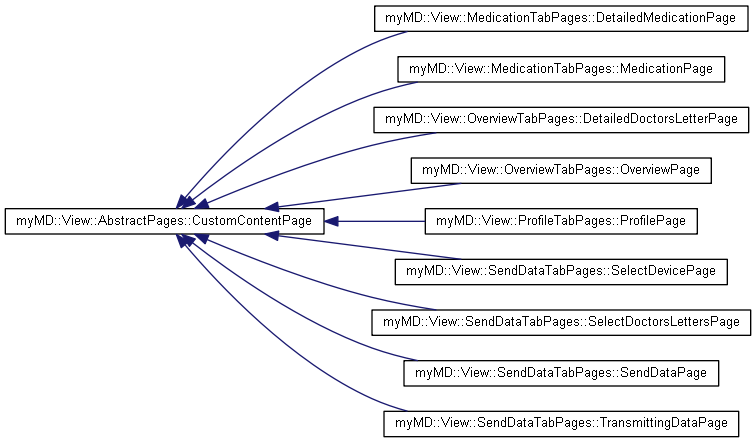 myMD::View::MedicationTabPages::DetailedMedicationPage
myMD::View::MedicationTabPages::MedicationPage
myMD::View::OverviewTabPages::DetailedDoctorsLetterPage
myMD::View::OverviewTabPages::OverviewPage
myMD::View::AbstractPages::CustomContentPage
myMD::View::ProfileTabPages::ProfilePage
myMD::View::SendDataTabPages::SelectDevicePage
myMD::View::SendDataTabPages::SelectDoctorsLettersPage
myMD::View::SendDataTabPages::SendDataPage
myMD::View::SendDataTabPages::TransmittingDataPage